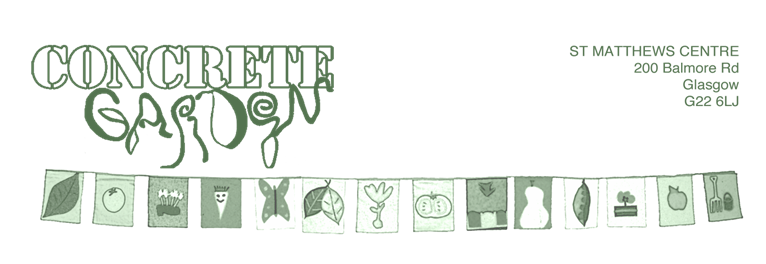 CONCRETE
GARDEN
ST MATTHEWS CENTRE
200 Balmore Rd
Glasgow
G22 6LJ